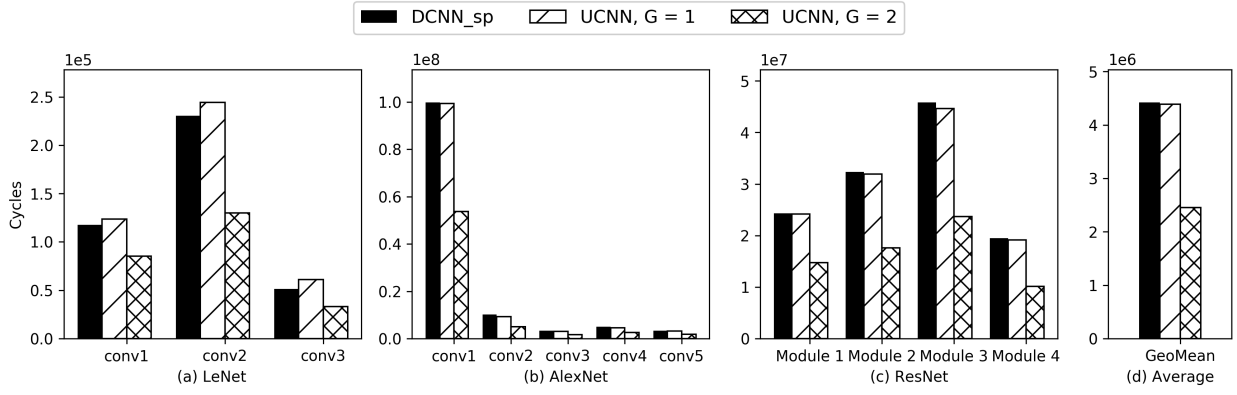 DCNN_sp UCNN, G = 1 UCNN, G = 2
1e5 1e8 1e7 1e6
Cycles
2.5
2.0
1.5
1.0
0.5
0.0
conv1 conv2 conv3
(a) LeNet
1.0
0.8
0.6
0.4
0.2
0.0
conv1 conv2 conv3 conv4 conv5
(b) AlexNet
5
4
3
2
1
0
Module 1 Module 2 Module 3 Module 4
(c) ResNet
5
4
3
2
1
0
GeoMean
(d) Average